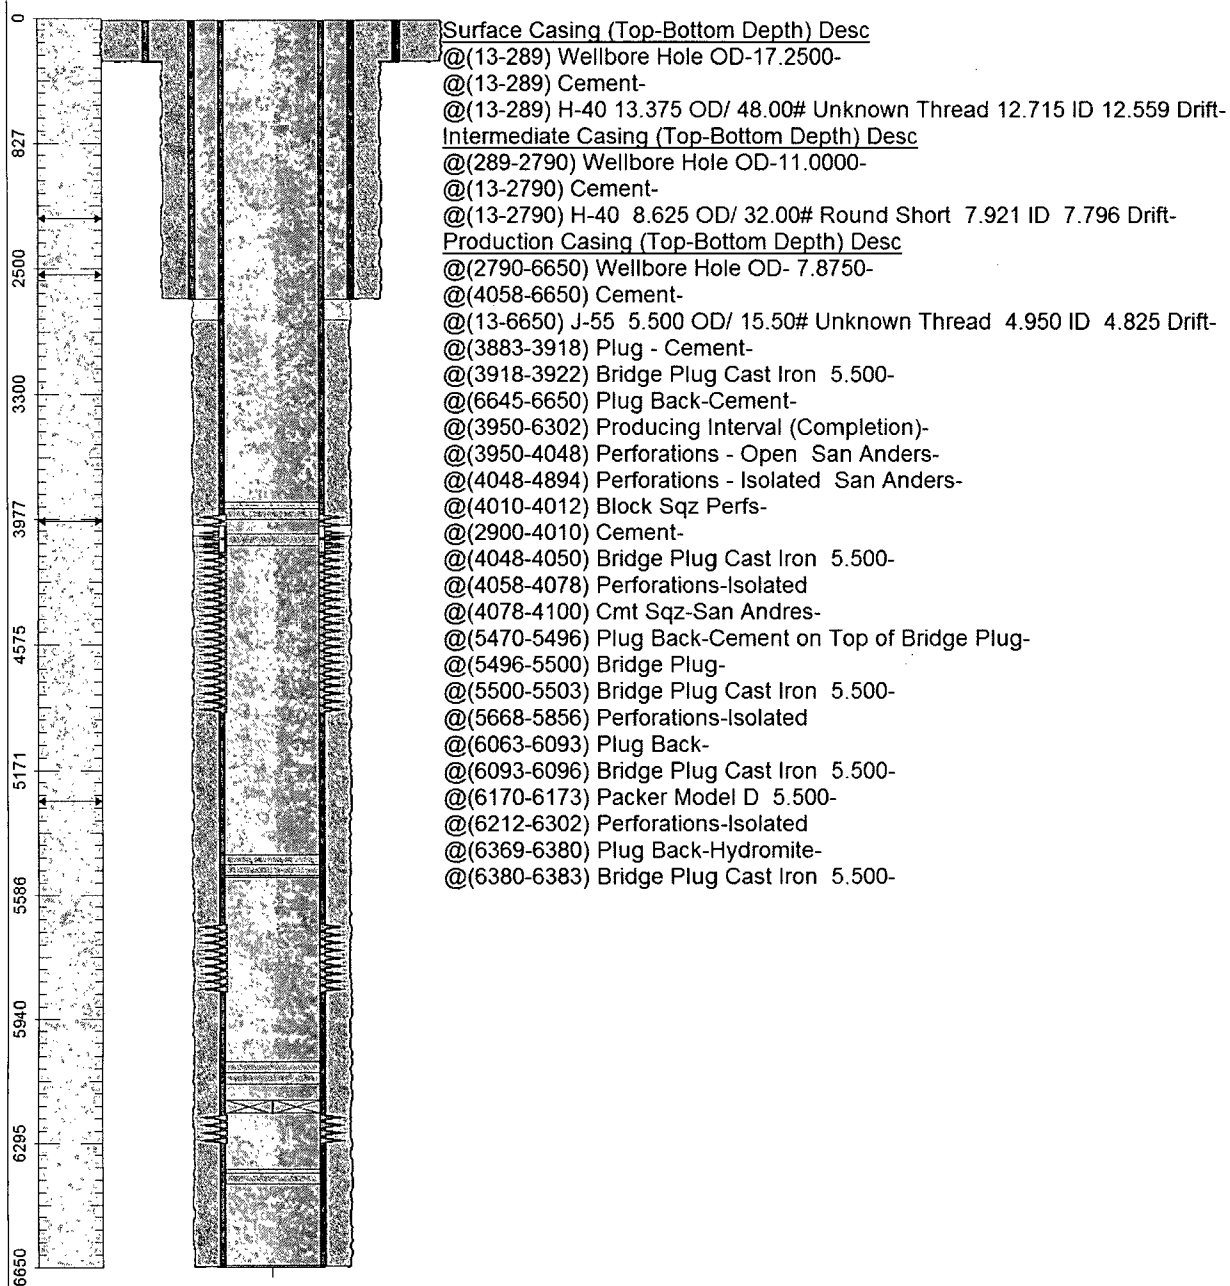 0
827
2500
3300
3977
4575
5171
5586
5940
6295
6650
Surface Casing (Top-Bottom Depth) Desc
@(13-289) Wellbore Hole OD-17.2500-
@(13-289) Cement-
@(13-289) H-40 13.375 OD/ 48.00# Unknown Thread 12.715 ID 12.559 Drift-
Intermediate Casing (Top-Bottom Depth) Desc
@(289-2790) Wellbore Hole OD-11.0000-
@(13-2790) Cement-
@(13-2790) H-40 8.625 OD/ 32.00# Round Short 7.921 ID 7.796 Drift-
Production Casing (Top-Bottom Depth) Desc
@(2790-6650) Wellbore Hole OD- 7.8750-
@(4058-6650) Cement-
@(13-6650) J-55 5.500 OD/ 15.50# Unknown Thread 4.950 ID 4.825 Drift-
@(3883-3918) Plug - Cement-
@(3918-3922) Bridge Plug Cast Iron 5.500-
@(6645-6650) Plug Back-Cement-
@(3950-6302) Producing Interval (Completion)-
@(3950-4048) Perforations - Open San Anders-
@(4048-4894) Perforations - Isolated San Anders-
@(4010-4012) Block Sqz Perfs-
@(2900-4010) Cement-
@(4048-4050) Bridge Plug Cast Iron 5.500-
@(4058-4078) Perforations-Isolated
@(4078-4100) Cmt Sqz-San Andres-
@(5470-5496) Plug Back-Cement on Top of Bridge Plug-
@(5496-5500) Bridge Plug-
@(5500-5503) Bridge Plug Cast Iron 5.500-
@(5668-5856) Perforations-Isolated
@(6063-6093) Plug Back-
@(6093-6096) Bridge Plug Cast Iron 5.500-
@(6170-6173) Packer Model D 5.500-
@(6212-6302) Perforations-Isolated
@(6369-6380) Plug Back-Hydromite-
@(6380-6383) Bridge Plug Cast Iron 5.500-